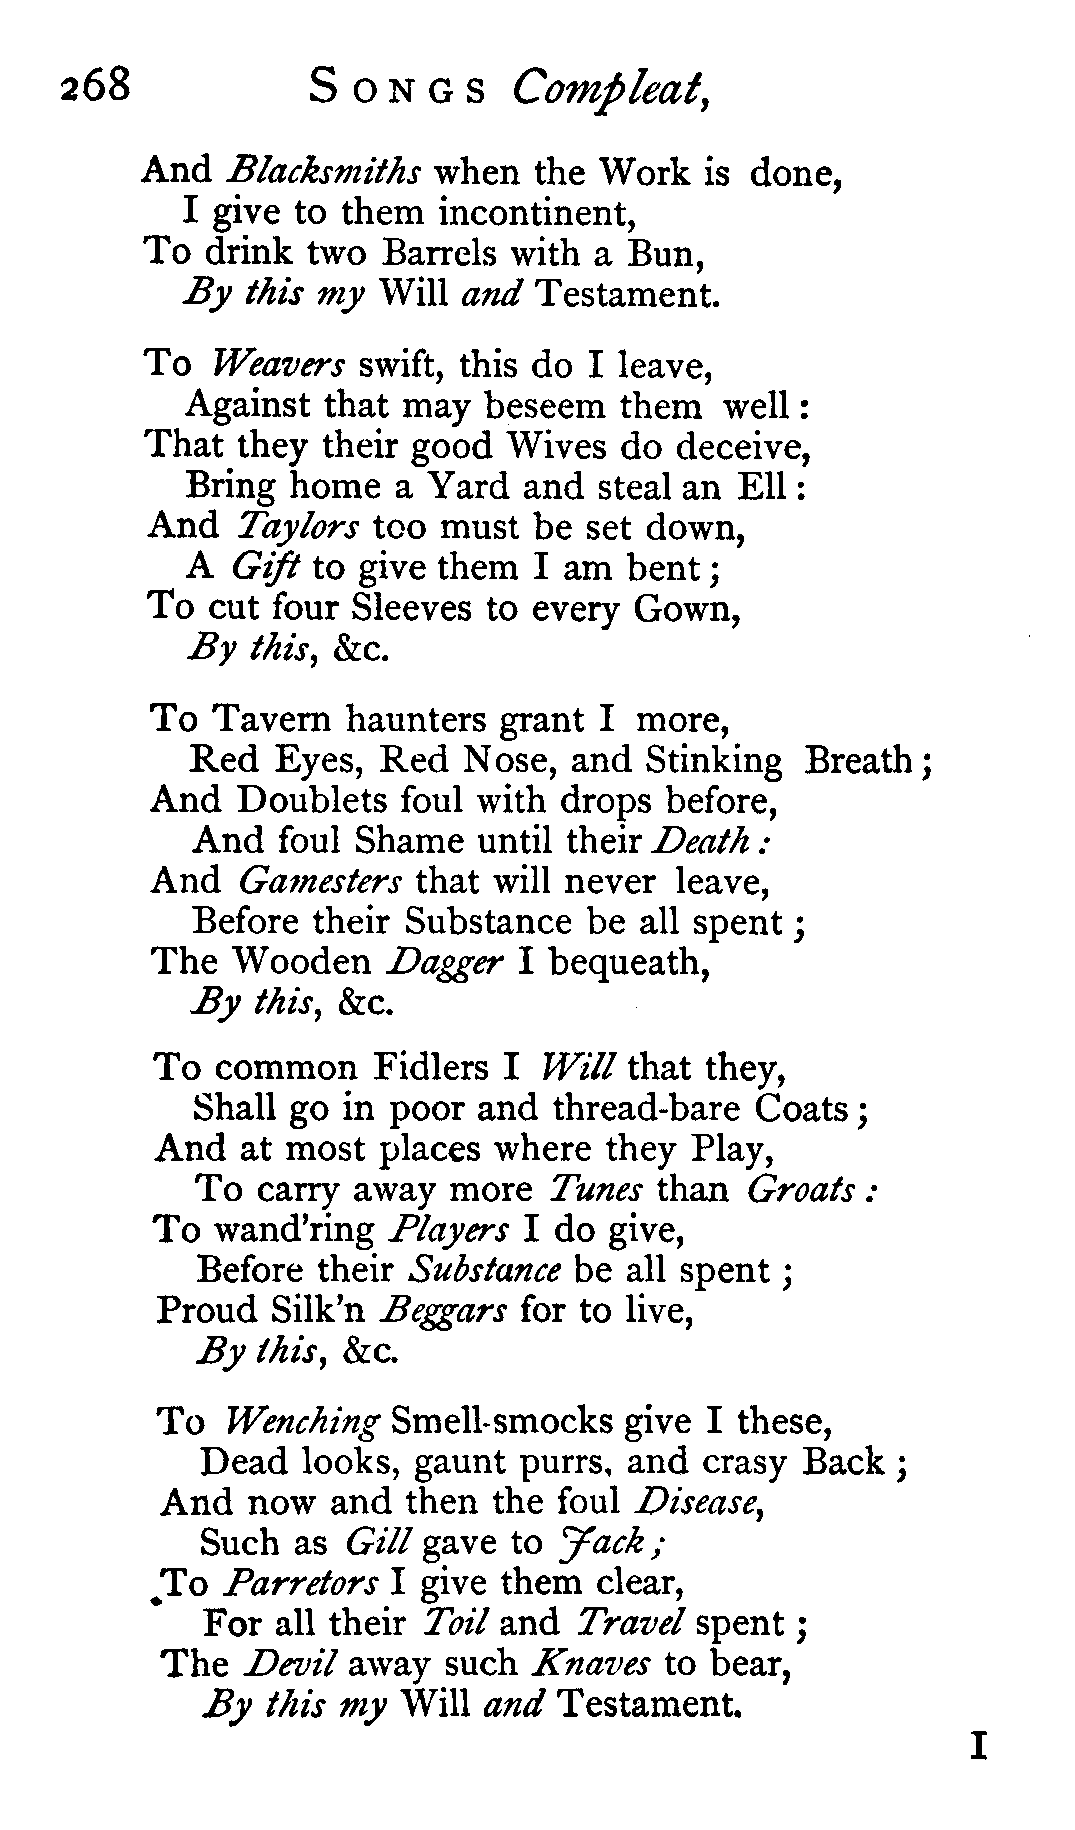 268 SONGS Compleat,
And Blacksmiths when the Work is done,
I give to them incontinent,
To drink two Barrels with a Bun,
By this my Will and Testament.
To Weavers swift, this do I leave,
Against that may beseem them well :
That they their good Wives do deceive,
Bring home a Yard and steal an Ell :
And Taylors too must be set down,
A Gift to give them I am bent ;
To cut four Sleeves to every Gown,
By this, &c.
To Tavern haunters grant I more,
Red Eyes, Red Nose, and Stinking Breath ;
And Doublets foul with drops before,
And foul Shame until their Death :
And Gamesters that will never leave,
Before their Substance be all spent ;
The Wooden Dagger I bequeath,
By this, &c.
To common Fidlers I Will that they,
Shall go in poor and thread-bare Coats ;
And at most places where they Play,
To carry away more Tunes than Groats :
To wand'ring Players I do give,
Before their Substance be all spent ;
Proud Silk'n Beggars for to live,
By this, &c.
To Wenching Smell-smocks give I these,
Dead looks, gaunt purrs, and crasy Back ;
And now and then the foul Disease,
Such as Gill gave to Jack ;
To Parretors I give them clear,
For all their Toil and Travel spent ;
The Devil away such Knaves to bear,
By this my Will and Testament.
I